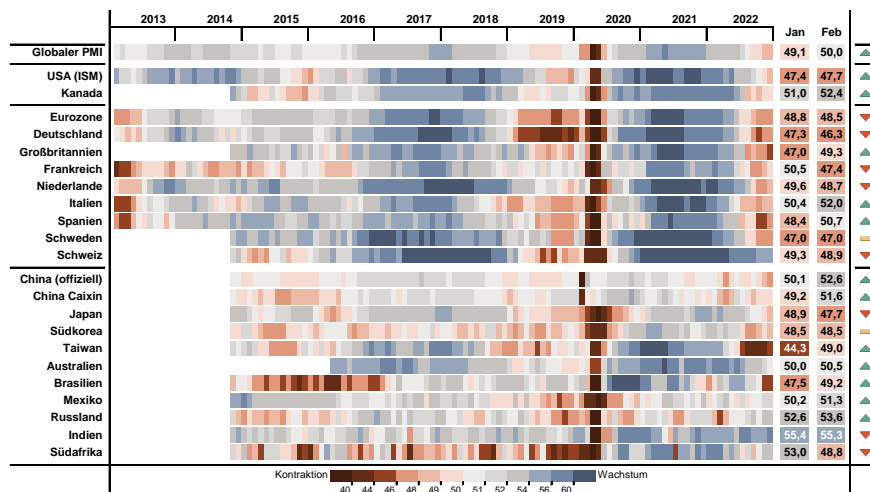 2013 2014 2015 2016 2017 2018 2019 2020 2021 2022 Jan Feb
Globaler PMI 49,1 50,0
USA (ISM) 47,4 47,7
Kanada 51,0 52,4
Eurozone 48,8 48,5
Deutschland 47,3 46,3
Großbritannien 47,0 49,3
Frankreich 50,5 47,4
Niederlande 49,6 48,7
Italien 50,4 52,0
Spanien 48,4 50,7
Schweden 47,0 47,0
Schweiz 49,3 48,9
China (offiziell) 50,1 52,6
China Caixin 49,2 51,6
Japan 48,9 47,7
Südkorea 48,5 48,5
Taiwan 44,3 49,0
Australien 50,0 50,5
Brasilien 47,5 49,2
Mexiko 50,2 51,3
Russland 52,6 53,6
Indien 55,4 55,3
Südafrika 53,0 48,8
Kontraktion Wachstum
40 44 46 48 49 50 51 52 54 56 60